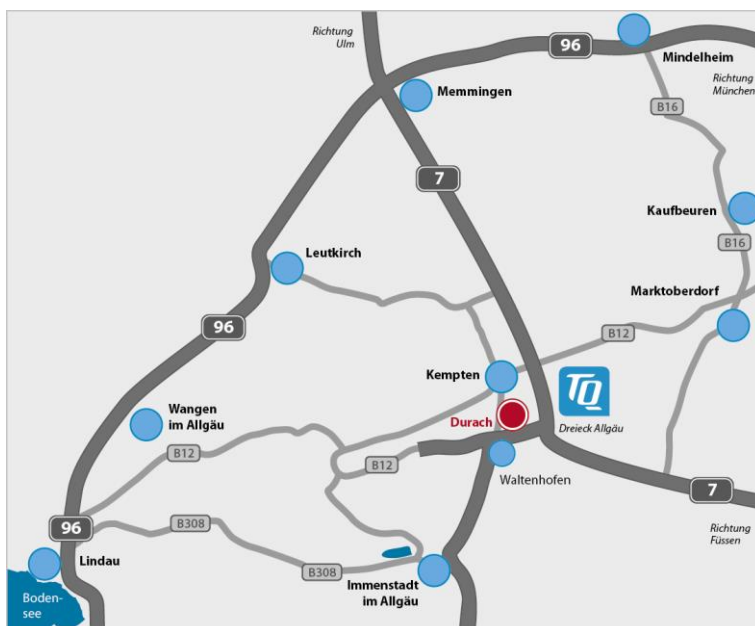 Richtung
Ulm
96
Mindelheim
Richtung
München
Memmingen
B16
7
Kaufbeuren
B16
Leutkirch
Marktoberdorf
96
B12
Kempten
TQ
Wangen
im Allgäu
Durach
Dreieck Allgäu
B12
B12
Waltenhofen
7
96
B308
Richtung
Füssen
Lindau
B308
Immenstadt
im Allgäu
Boden-
see